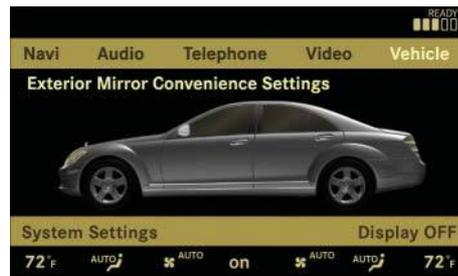 READY
Navi Audio Telephone Video Vehicle
Exterior Mirror Convenience Settings
System Settings Display OFF
72°F AUTO AUTO on AUTO AUTO 72°F